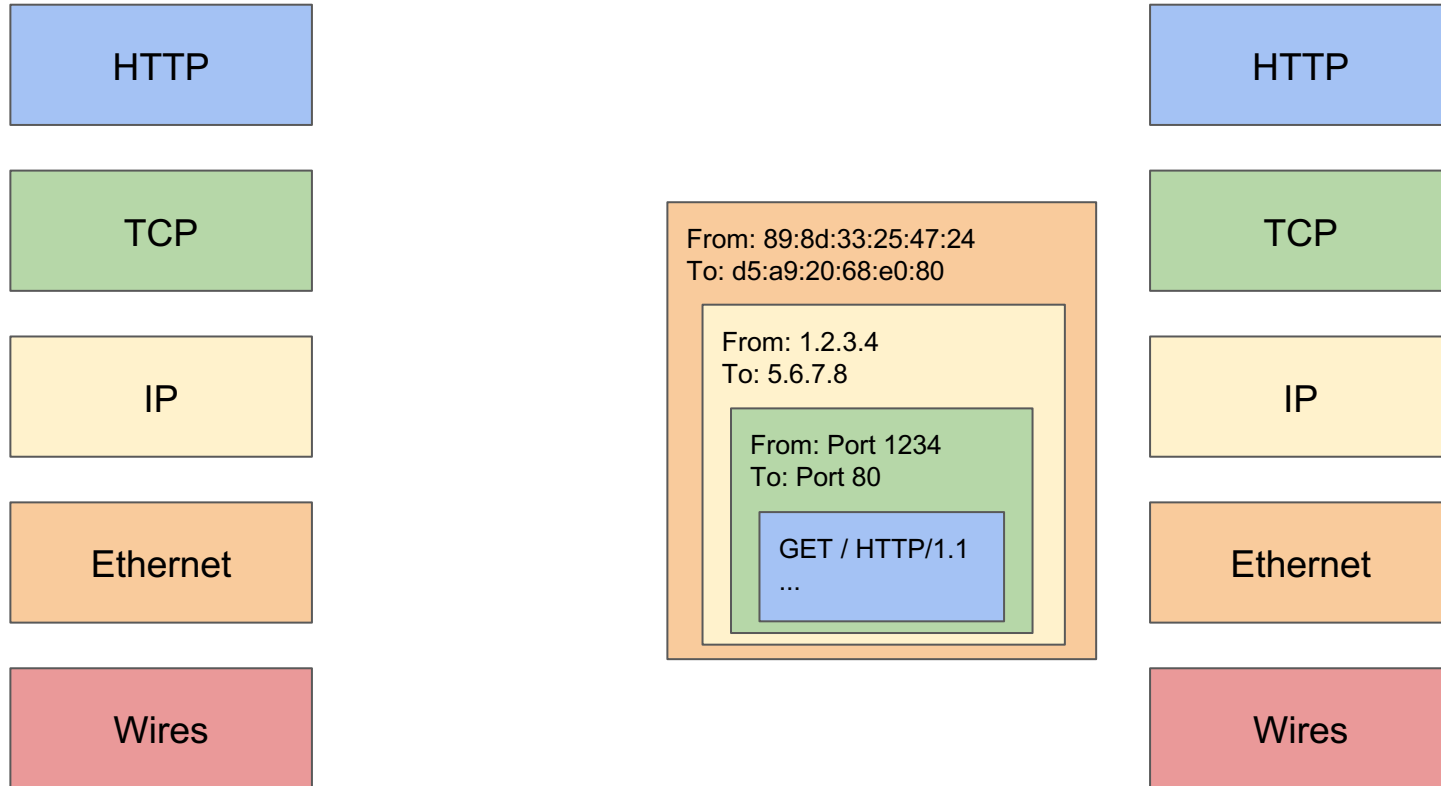 HTTP
TCP
IP
Ethernet
Wires
From: 89:8d:33:25:47:24
To: d5:a9:20:68:e0:80
From: 1.2.3.4
To: 5.6.7.8
From: Port 1234
To: Port 80
GET / HTTP/1.1
...
HTTP
TCP
IP
Ethernet
Wires